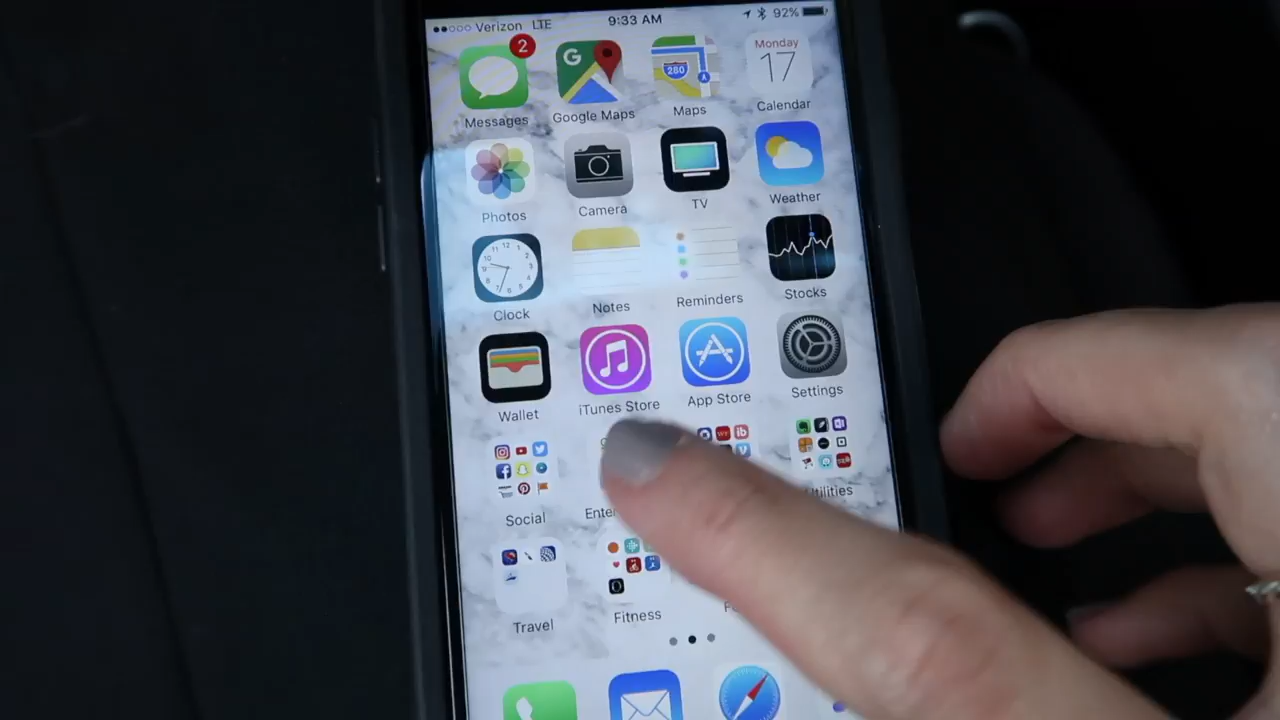 Verizon LTE 9:33 AM 92%
2
G
280
Monday
17
Messages Google Maps Maps Calendar
Photos Camera TV Weather
Clock Notes Reminders Stocks
Wallet iTunes Store App Store Settings
Social
Travel Fitness